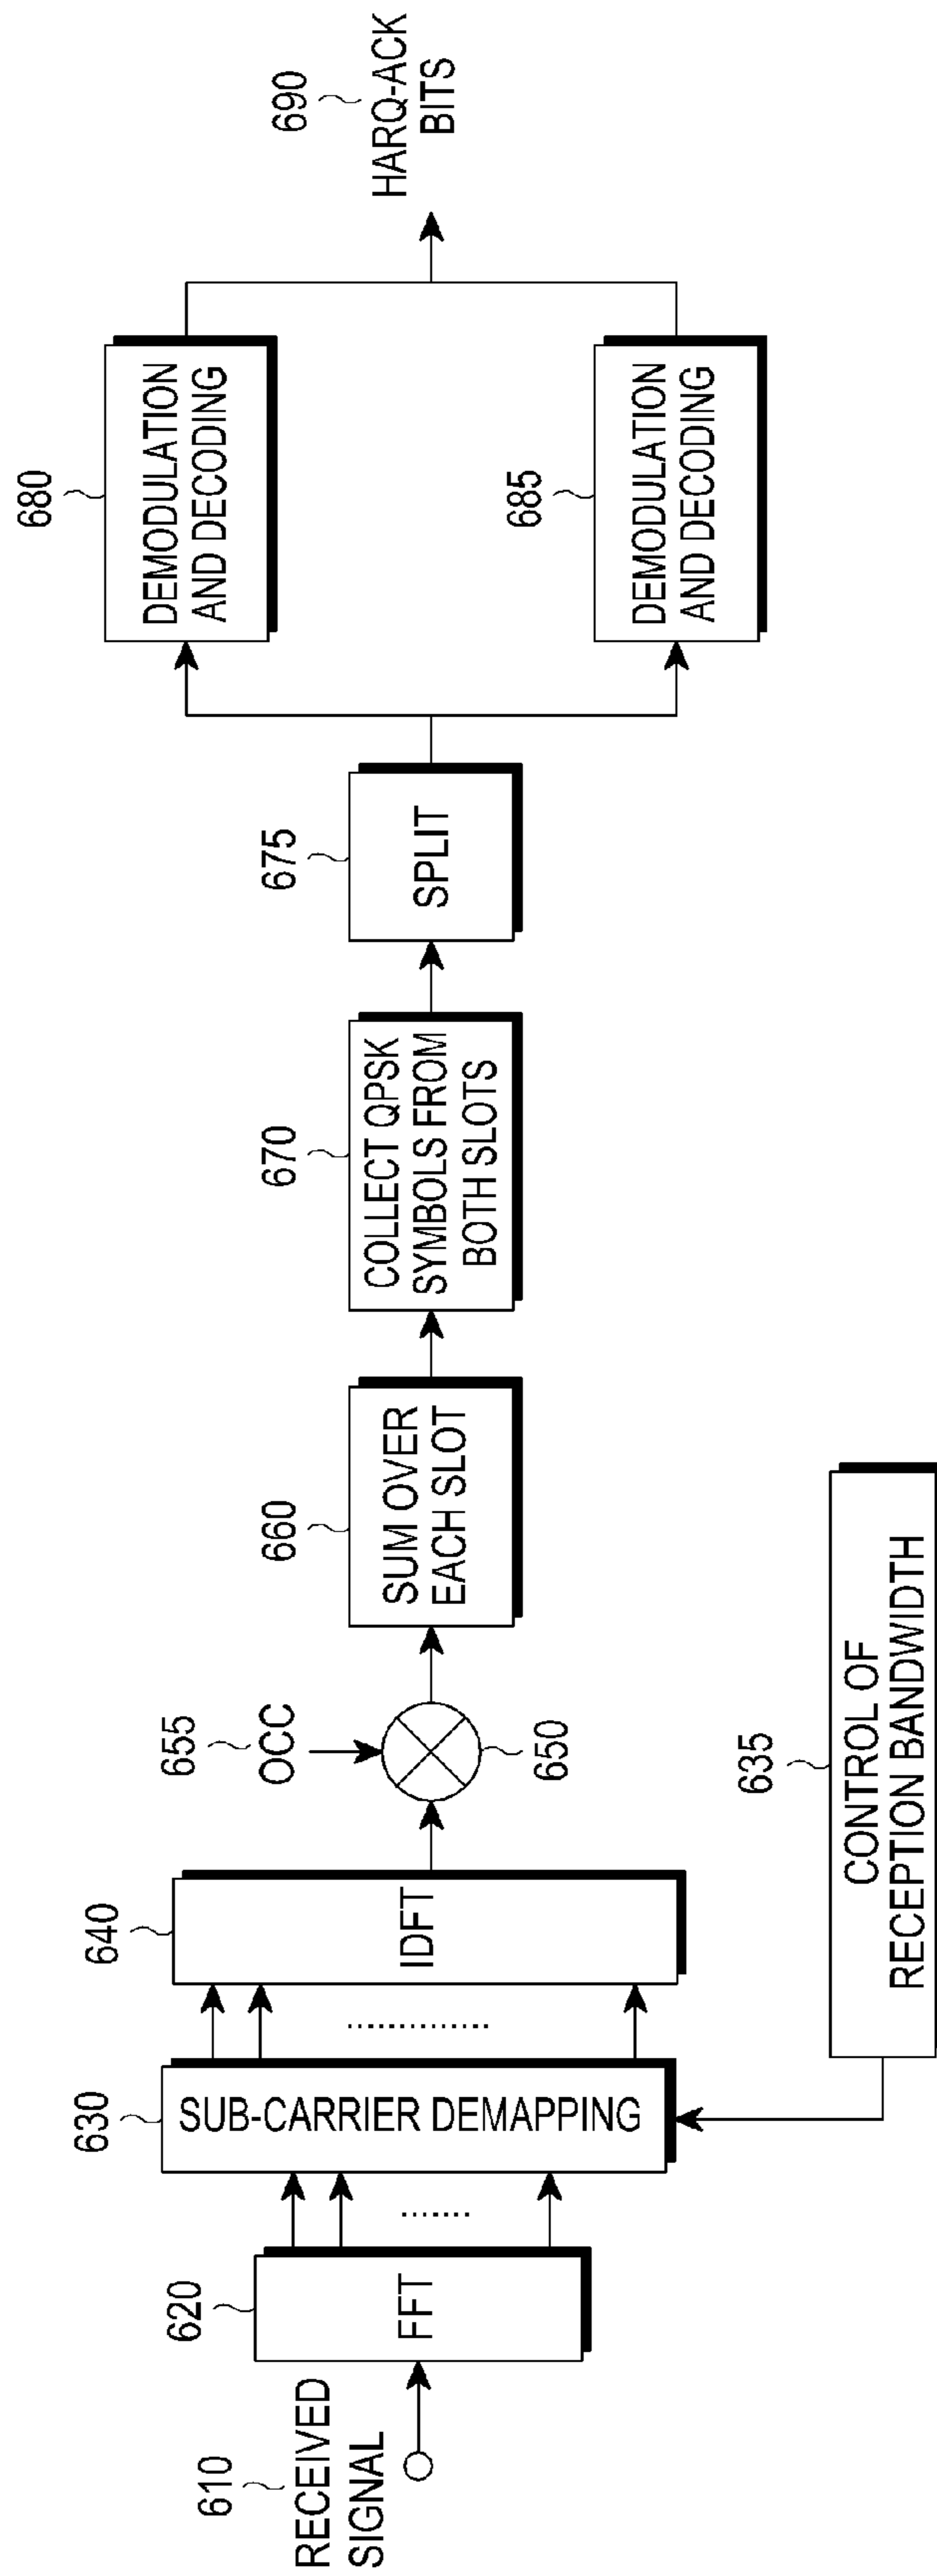 610
RECEIVED
SIGNAL
620
FFT
630
SUB-CARRIER DEMAPPING
635
CONTROL OF
RECEPTION BANDWIDTH
640
IDFT
655
OCC
650
660
SUM OVER
EACH SLOT
670
COLLECT QPSK
SYMBOLS FROM
BOTH SLOTS
675
SPLIT
680
DEMODULATION
AND DECODING
685
DEMODULATION
AND DECODING
690
HARQ-ACK
BITS